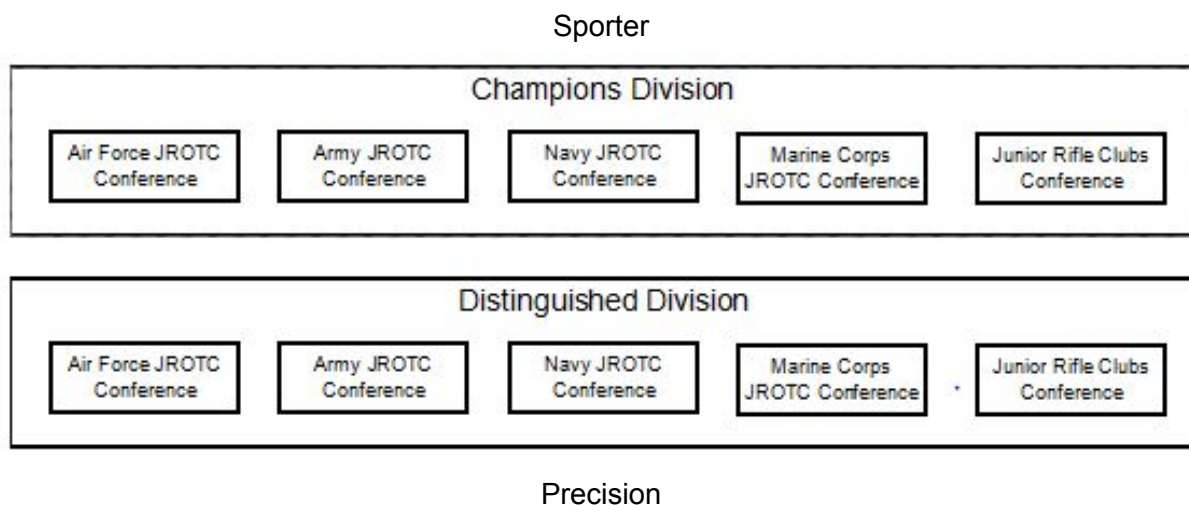 Sporter
Champions Division
Air Force JROTC
Conference
Army JROTC
Conference
Navy JROTC
Conference
Marine Corps
JROTC Conference
Junior Rifle Clubs
Conference
Distinguished Division
Air Force JROTC
Conference
Army JROTC
Conference
Navy JROTC
Conference
Marine Corps
JROTC Conference
Junior Rifle Clubs
Conference
Precision